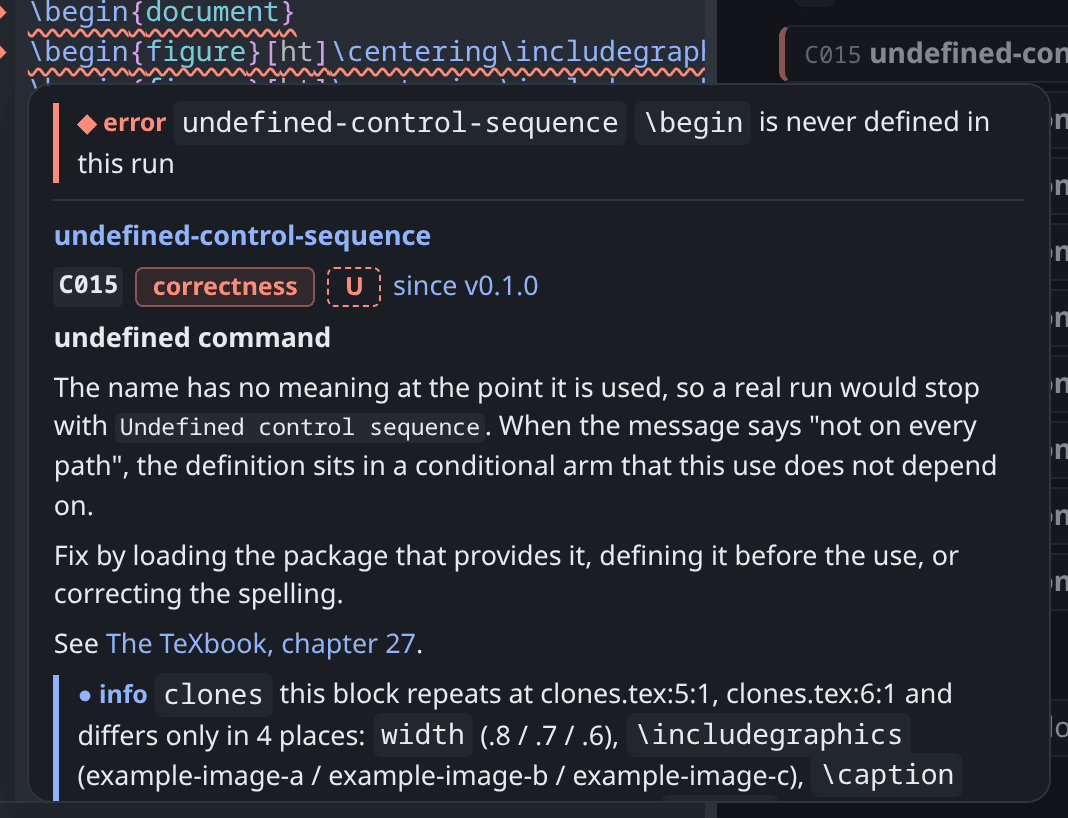 \begin{document}
\begin{figure}[ht]\centering\includegraph
C015 undefined-con
◆ error undefined-control-sequence \begin is never defined in
this run
undefined-control-sequence
C015 correctness U since v0.1.0
undefined command
The name has no meaning at the point it is used, so a real run would stop
with Undefined control sequence. When the message says "not on every
path", the definition sits in a conditional arm that this use does not depend
on.
Fix by loading the package that provides it, defining it before the use, or
correcting the spelling.
See The TeXbook, chapter 27.
● info clones this block repeats at clones.tex:5:1, clones.tex:6:1 and
differs only in 4 places: width (.8 / .7 / .6), \includegraphics
(example-image-a / example-image-b / example-image-c), \caption